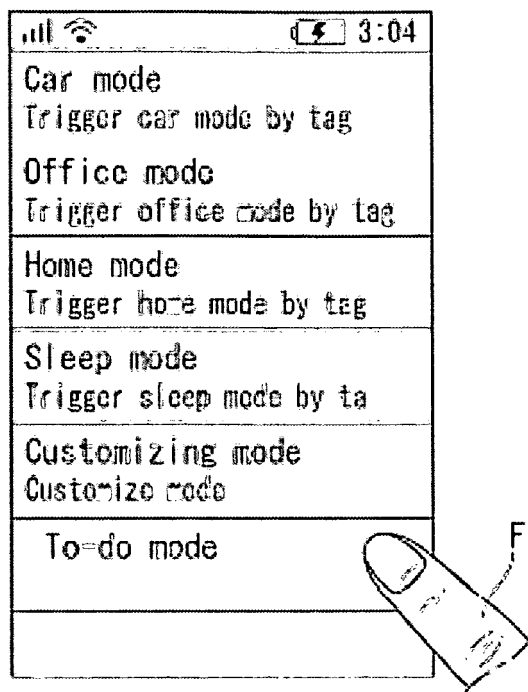 3:04
Car mode
Trigger car mode by tag
Office mode
Trigger office mode by tag
Home mode
Trigger home mode by tag
Sleep mode
Trigger sleep mode by ta
Customizing mode
Customize mode
To-do mode
F